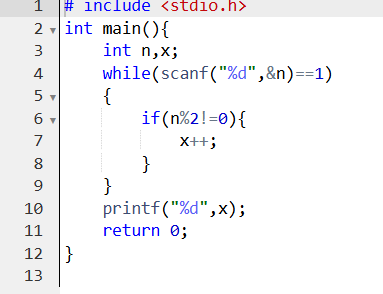 1 # include <stdio.h>
2 int main(){
3     int n,x;
4     while(scanf("%d",&n)==1)
5     {
6         if(n%2!=0){
7             x++;
8         }
9     }
10     printf("%d",x);
11     return 0;
12 }
13